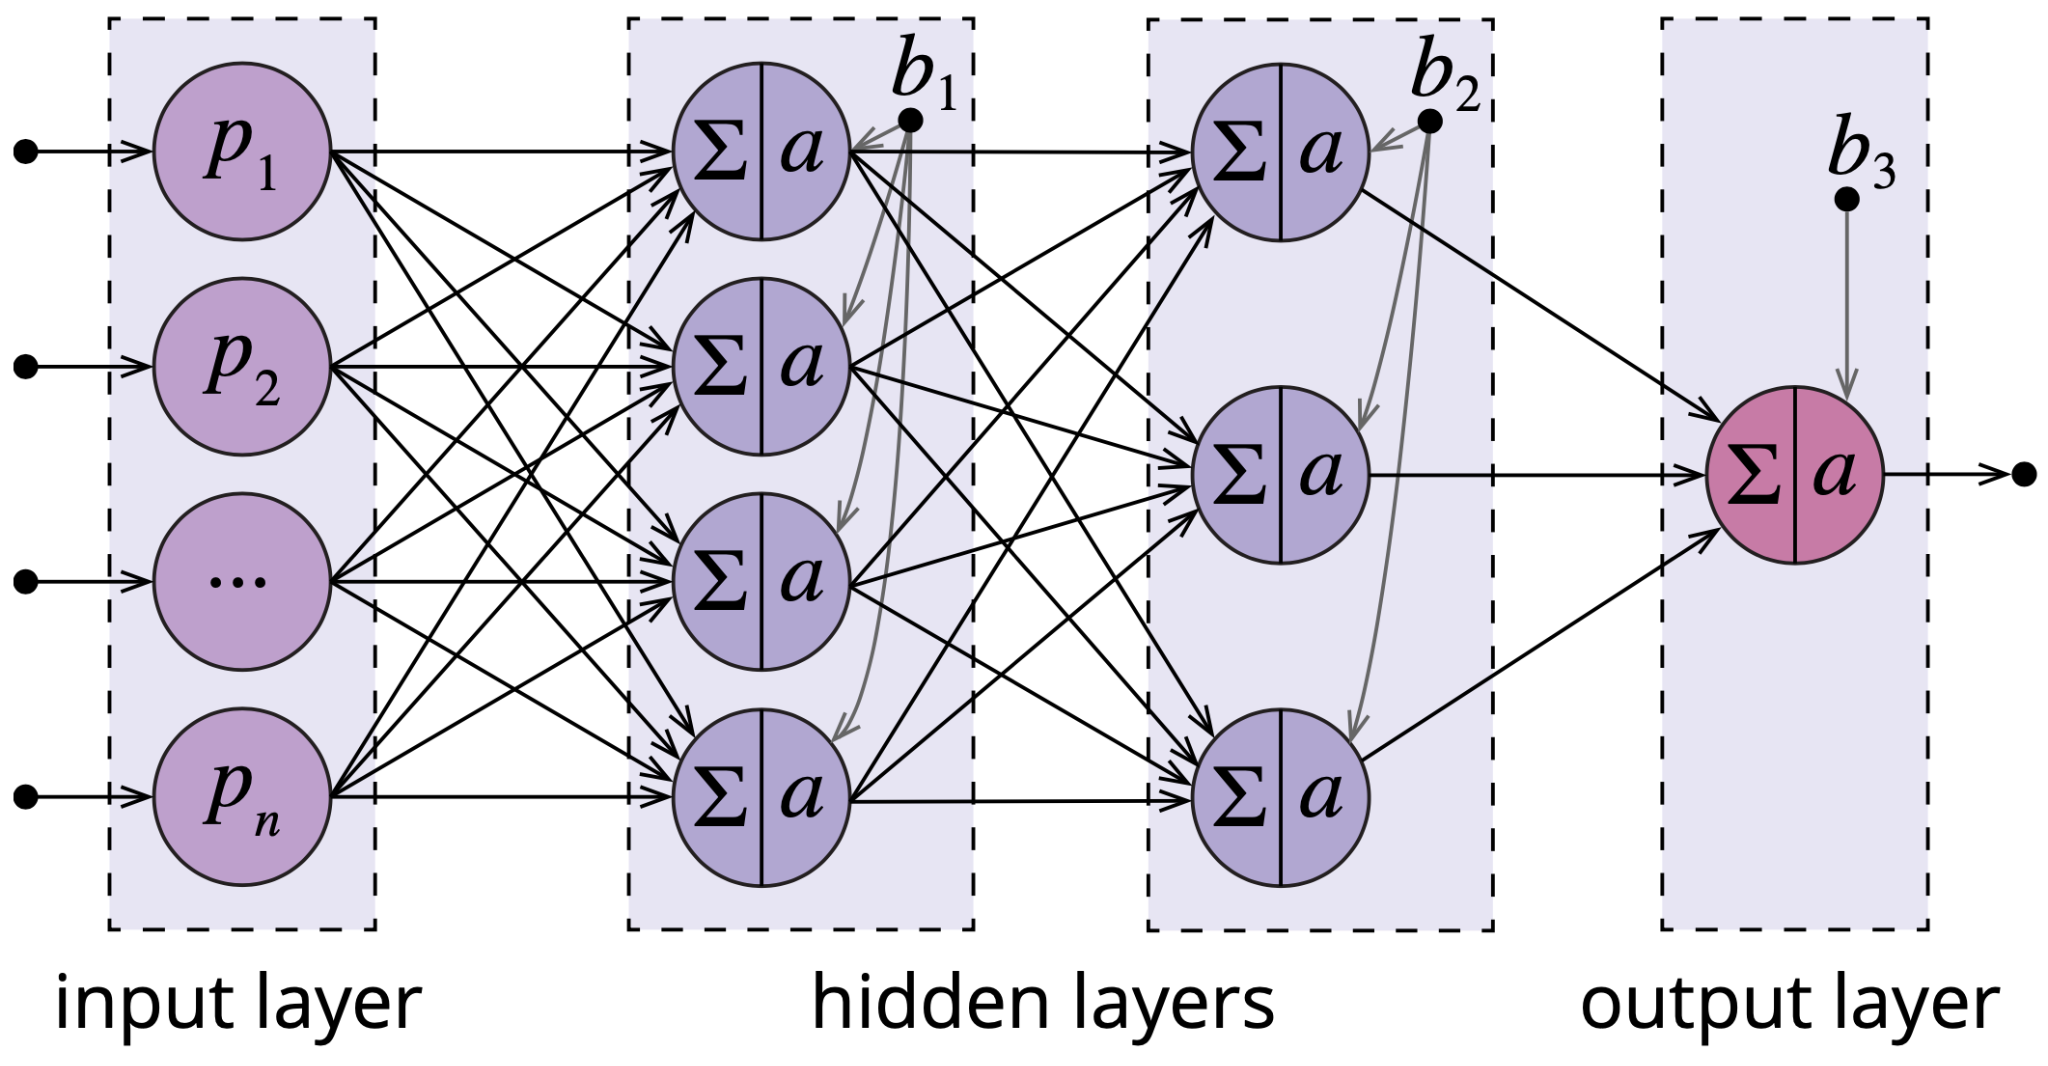 b1
b2
p1
Σ a
Σ a
b3
p2
Σ a
Σ a
Σ a
...
Σ a
pn
Σ a
Σ a
input layer
hidden layers
output layer